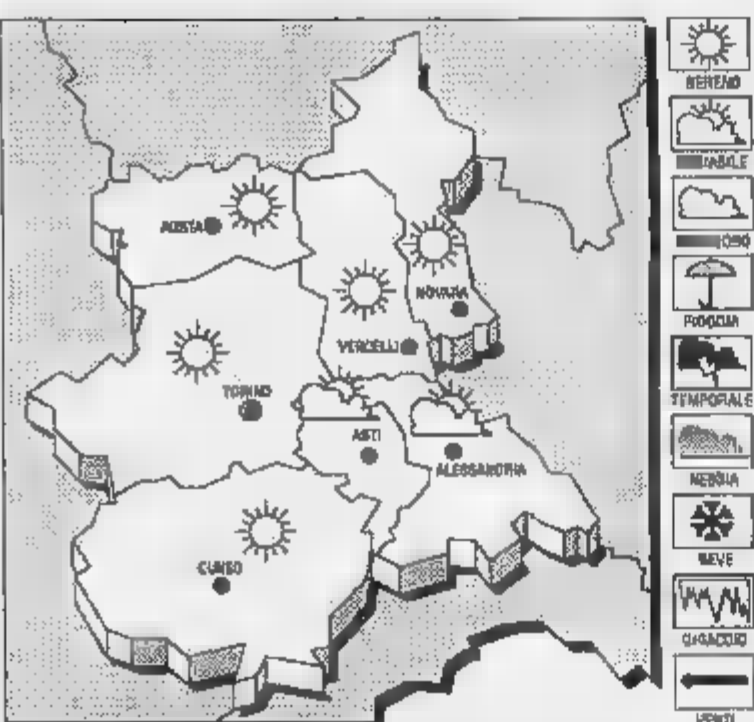 SERENO
AOSTA
NOVARA
VERCELLI
PIOGGIA
TORINO
TEMPORALE
ASTI
ALESSANDRIA
NEBBIA
NEVE
CUNEO